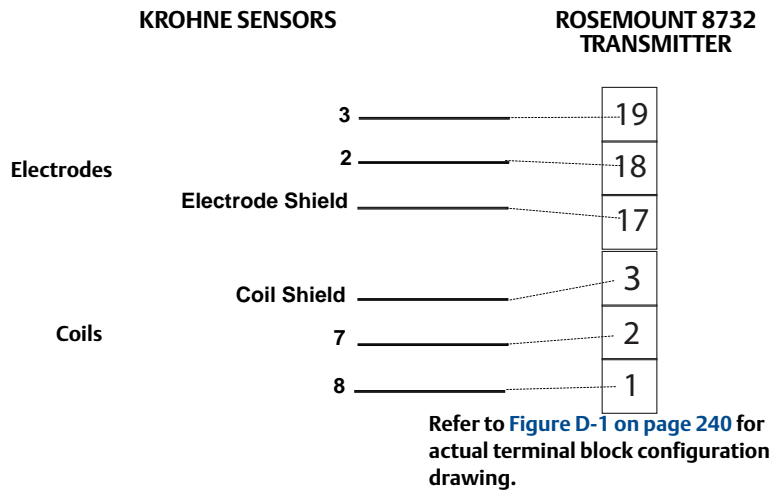 KROHNE SENSORS
ROSEMOUNT 8732
TRANSMITTER
3
19
Electrodes
2
18
Electrode Shield
17
Coil Shield
3
Coils
7
2
8
1
Refer to Figure D-1 on page 240 for
actual terminal block configuration
drawing.